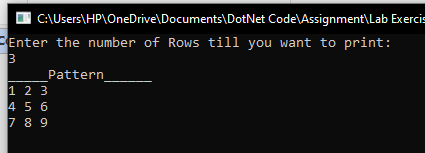 C:\Users\HP\OneDrive\Documents\DotNet Code\Assignment\Lab Exercis
Enter the number of Rows till you want to print:
3
_____Pattern______
1 2 3
4 5 6
7 8 9